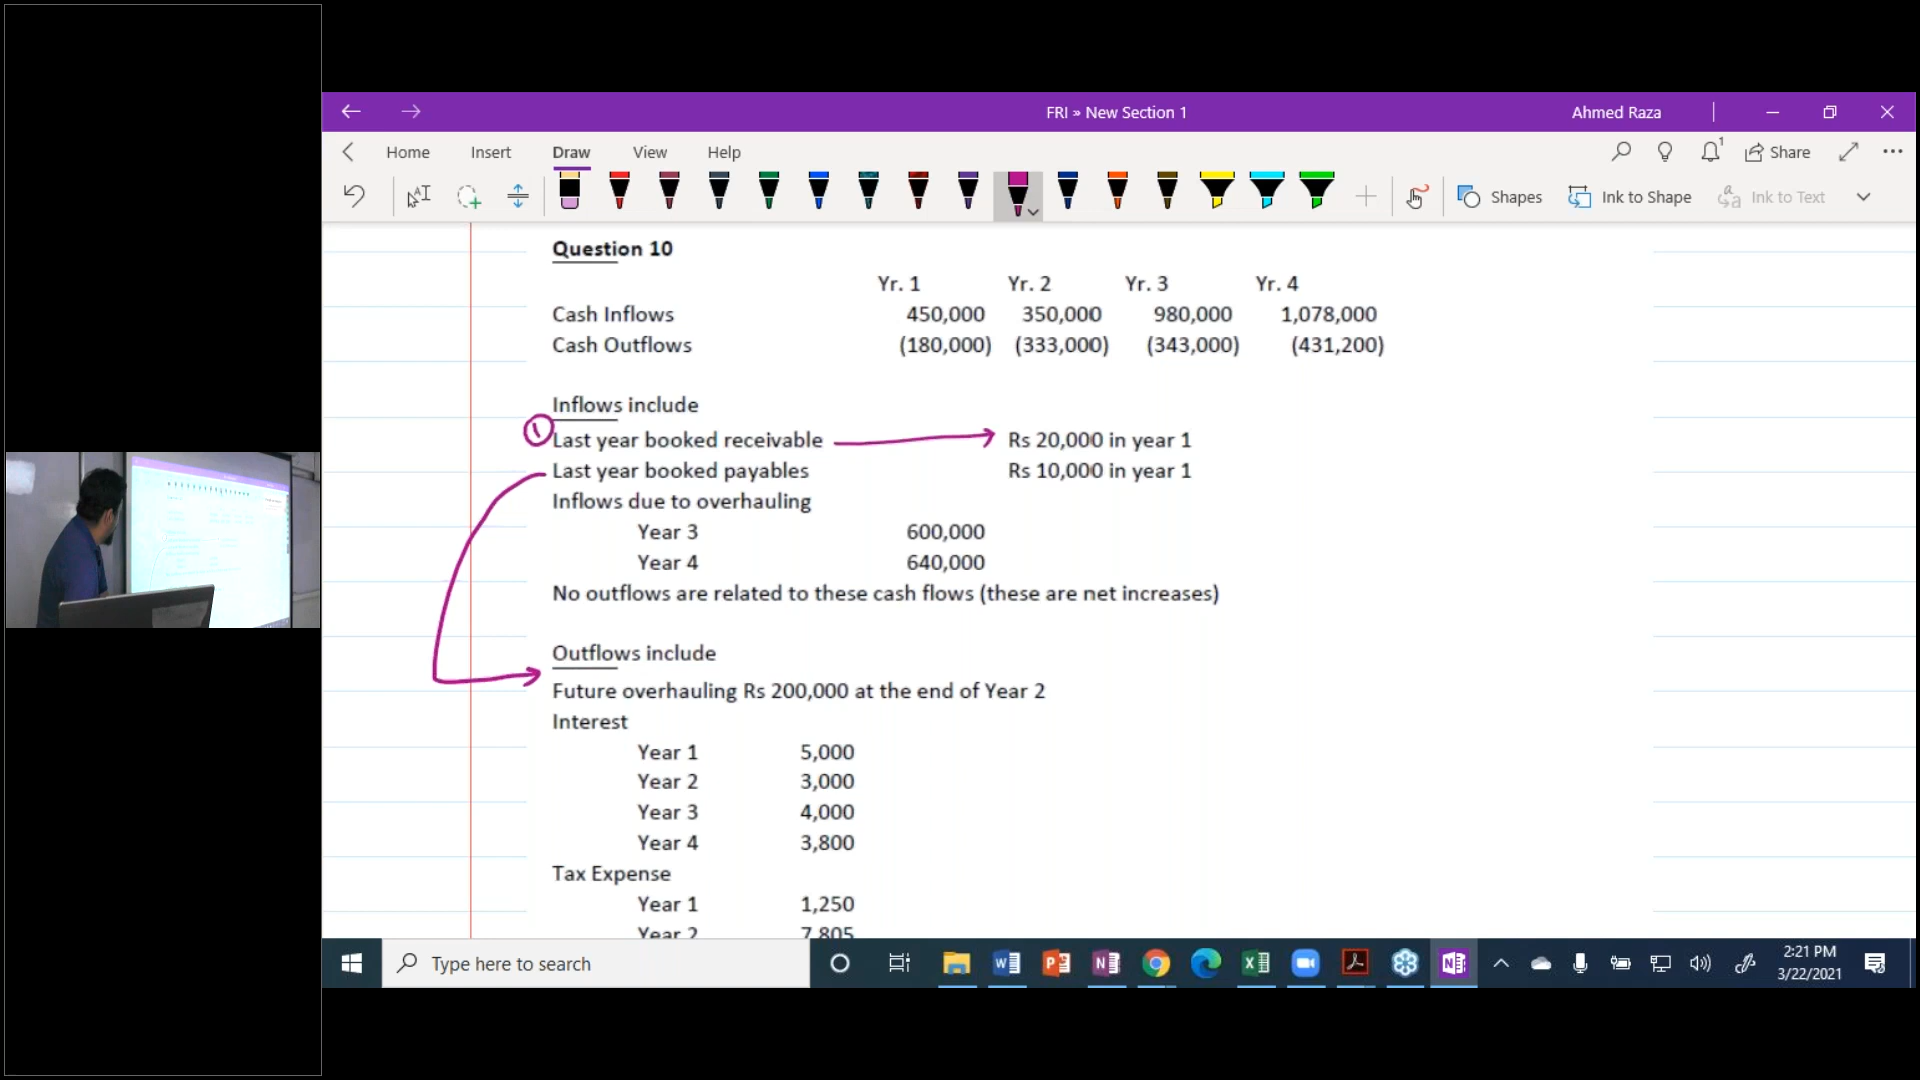 FRI » New Section 1
Ahmed Raza
Home Insert Draw View Help
1
Share
Shapes
Ink to Shape
Ink to Text
Question 10
Yr. 1 Yr. 2 Yr. 3 Yr. 4
Cash Inflows 450,000 350,000 980,000 1,078,000
Cash Outflows (180,000) (333,000) (343,000) (431,200)
Inflows include
1 Last year booked receivable Rs 20,000 in year 1
Last year booked payables Rs 10,000 in year 1
Inflows due to overhauling
Year 3 600,000
Year 4 640,000
No outflows are related to these cash flows (these are net increases)
Outflows include
Future overhauling Rs 200,000 at the end of Year 2
Interest
Year 1 5,000
Year 2 3,000
Year 3 4,000
Year 4 3,800
Tax Expense
Year 1 1,250
Year 2 7,805
Type here to search
2:21 PM
3/22/2021